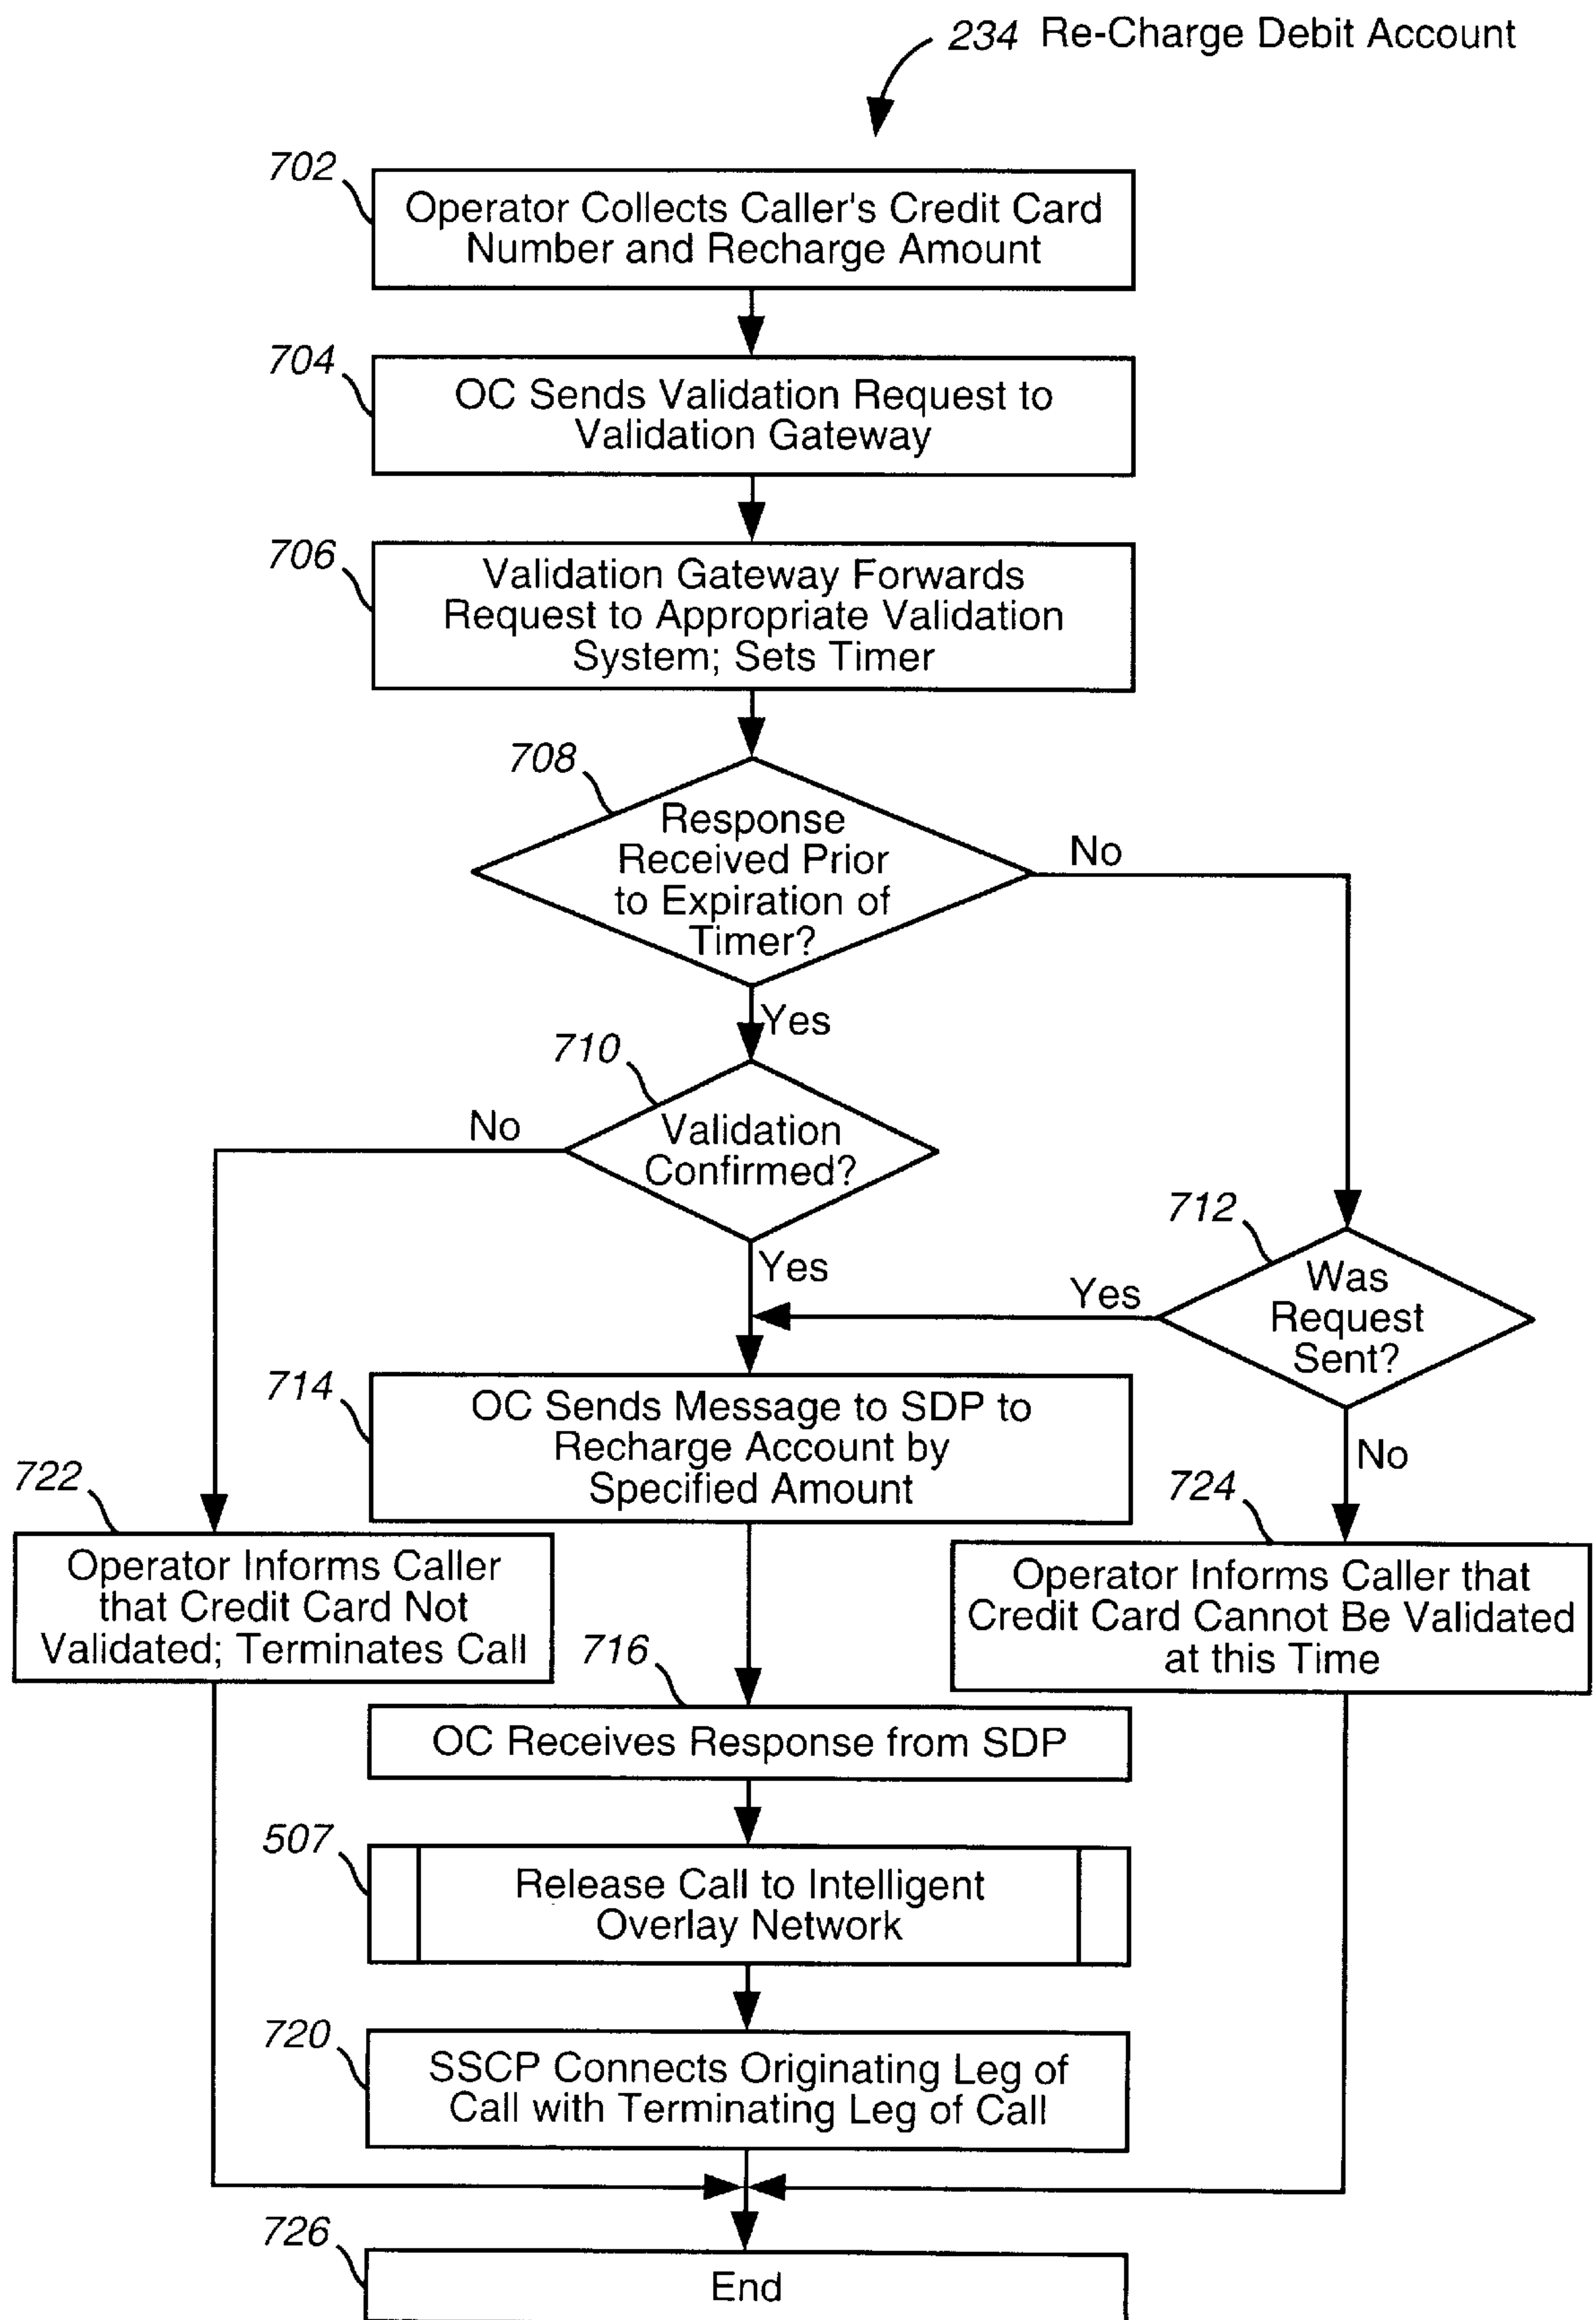 234 Re-Charge Debit Account
702
Operator Collects Caller's Credit Card
Number and Recharge Amount
704
OC Sends Validation Request to
Validation Gateway
706
Validation Gateway Forwards
Request to Appropriate Validation
System; Sets Timer
708
Response
Received Prior
to Expiration of
Timer?
No
Yes
710
Validation
Confirmed?
No
Yes
712
Was
Request
Sent?
Yes
No
714
OC Sends Message to SDP to
Recharge Account by
Specified Amount
722
Operator Informs Caller
that Credit Card Not
Validated; Terminates Call
724
Operator Informs Caller that
Credit Card Cannot Be Validated
at this Time
716
OC Receives Response from SDP
507
Release Call to Intelligent
Overlay Network
720
SSCP Connects Originating Leg of
Call with Terminating Leg of Call
726
End